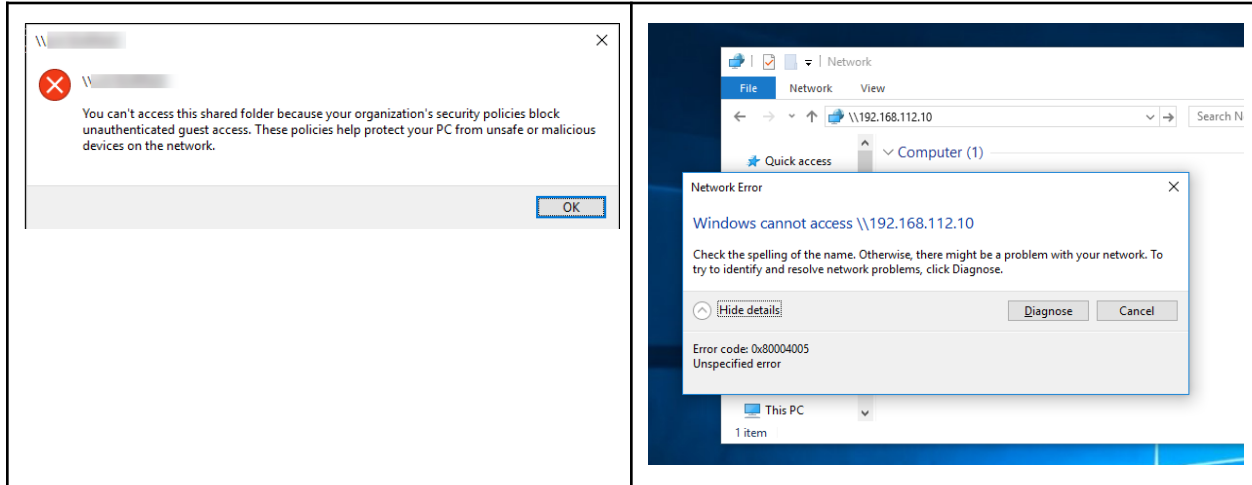 \\
\\
You can't access this shared folder because your organization's security policies block
unauthenticated guest access. These policies help protect your PC from unsafe or malicious
devices on the network.
OK
Network
File Network View
\\192.168.112.10
Search N
Quick access
Computer (1)
Network Error
Windows cannot access \\192.168.112.10
Check the spelling of the name. Otherwise, there might be a problem with your network. To
try to identify and resolve network problems, click Diagnose.
Hide details
Diagnose
Cancel
Error code: 0x80004005
Unspecified error
This PC
1 item